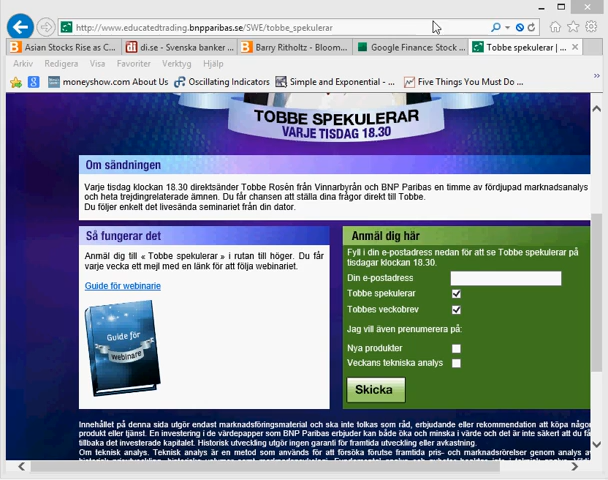 http://www.educatedtrading.bnpparibas.se/SWE/tobbe_spekulerar
Asian Stocks Rise as C...
di.se - Svenska banker ...
Barry Ritholtz - Bloom...
Google Finance: Stock ...
Tobbe spekulerar | ...
Arkiv Redigera Visa Favoriter Verktyg Hjälp
moneyshow.com About Us
Oscillating Indicators
Simple and Exponential - ...
Five Things You Must Do ...
TOBBE SPEKULERAR
VARJE TISDAG 18.30
Om sändningen
Varje tisdag klockan 18.30 direktsänder Tobbe Rosén från Vinnarbyrån och BNP Paribas en timme av fördjupad marknadsanalys
och heta trejdingrelaterade ämnen. Du får chansen att ställa dina frågor direkt till Tobbe.
Du följer enkelt det livesända seminariet från din dator.
Så fungerar det
Anmäl dig till « Tobbe spekulerar » i rutan till höger. Du får
varje vecka ett mejl med en länk för att följa webinariet.
Guide för webinarie
Guide för
webinarie
Anmäl dig här
Fyll i din e-postadress nedan för att se Tobbe spekulerar på
tisdagar klockan 18.30.
Din e-postadress
Tobbe spekulerar
Tobbes veckobrev
Jag vill även prenumerera på:
Nya produkter
Veckans tekniska analys
Skicka
Innehållet på denna sida utgör endast marknadsföringsmaterial och ska inte tolkas som råd, erbjudande eller rekommendation att köpa någon
produkt eller tjänst. En investering i de värdepapper som BNP Paribas erbjuder kan både öka och minska i värde och det är inte säkert att du få
tillbaka det investerade kapitalet. Historisk utveckling utgör ingen garanti för framtida utveckling eller avkastning.
Om teknisk analys. Teknisk analys är en metod som används för att försöka förutse framtida pris- och marknadsrörelser genom analys av